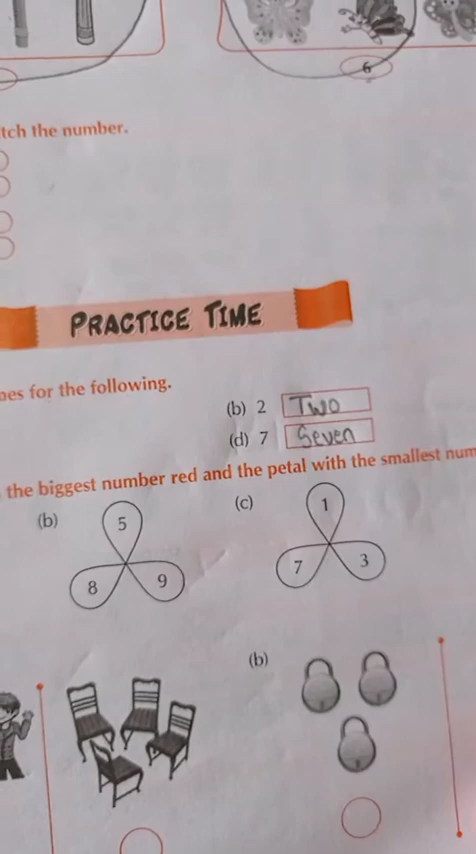 6
tch the number.
PRACTICE TIME
nes for the following.
(b) 2 Two
(d) 7 Seven
the biggest number red and the petal with the smallest num
(b) 5 8 9
(c) 1 7 3
(b)